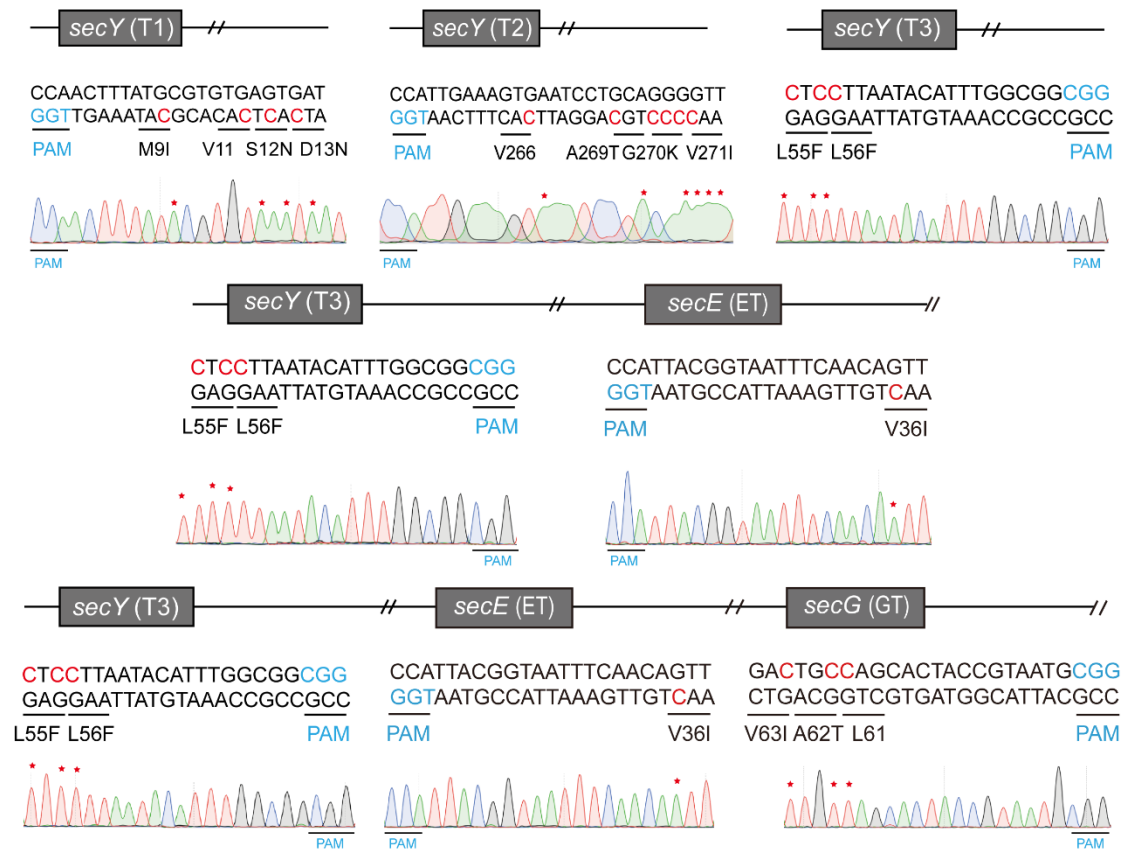 secY (T1)
CCAACTTTATGCGTGTGAGTGAT
GGTTGAAATACGCACACTCACTA
PAM M9I V11 S12N D13N
PAM
secY (T2)
CCATTGAAAGTGAATCCTGCAGGGGTT
GGTAACTTTCACTTAGGACGTCCCCAA
PAM V266 A269T G270K V271I
PAM
secY (T3)
CTCCTTAATACATTTGGCGGCGG
GAGGAATTATGTAAACCGCCGCC
L55F L56F PAM
PAM
secY (T3)
CTCCTTAATACATTTGGCGGCGG
GAGGAATTATGTAAACCGCCGCC
L55F L56F PAM
PAM
secE (ET)
CCATTACGGTAATTTCAACAGTT
GGTAATGCCATTAAAGTTGTCAA
PAM V36I
PAM
secY (T3)
CTCCTTAATACATTTGGCGGCGG
GAGGAATTATGTAAACCGCCGCC
L55F L56F PAM
PAM
secE (ET)
CCATTACGGTAATTTCAACAGTT
GGTAATGCCATTAAAGTTGTCAA
PAM V36I
PAM
secG (GT)
GACTGCCAGCACTACCGTAATGCGG
CTGACGGTCGTGATGGCATTACGCC
V63I A62T L61 PAM
PAM